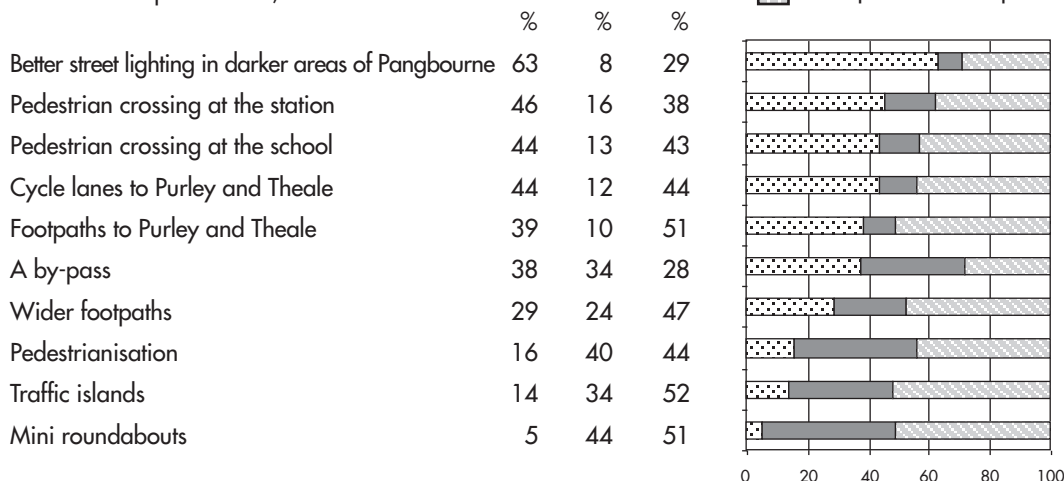 % % %
Better street lighting in darker areas of Pangbourne 63 8 29
Pedestrian crossing at the station 46 16 38
Pedestrian crossing at the school 44 13 43
Cycle lanes to Purley and Theale 44 12 44
Footpaths to Purley and Theale 39 10 51
A by-pass 38 34 28
Wider footpaths 29 24 47
Pedestrianisation 16 40 44
Traffic islands 14 34 52
Mini roundabouts 5 44 51
0 20 40 60 80 100